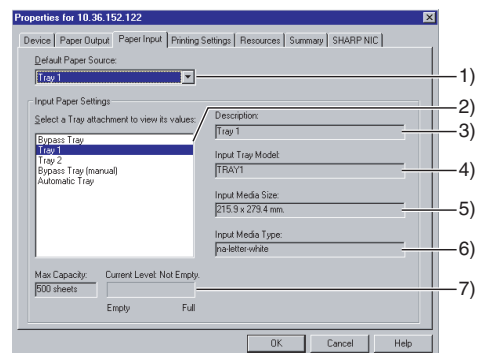 Properties for 10.36.152.122
Device Paper Output Paper Input Printing Settings Resources Summary SHARP NIC
Default Paper Source:
Tray 1
1)
Input Paper Settings
2)
Select a Tray attachment to view its values:
Bypass Tray
Tray 1
Tray 2
Bypass Tray (manual)
Automatic Tray
Description:
Tray 1
3)
Input Tray Model:
TRAY1
4)
Input Media Size:
215.9 x 279.4 mm.
5)
Input Media Type:
na-letter-white
6)
Max Capacity: Current Level: Not Empty.
500 sheets
7)
Empty Full
OK Cancel Help